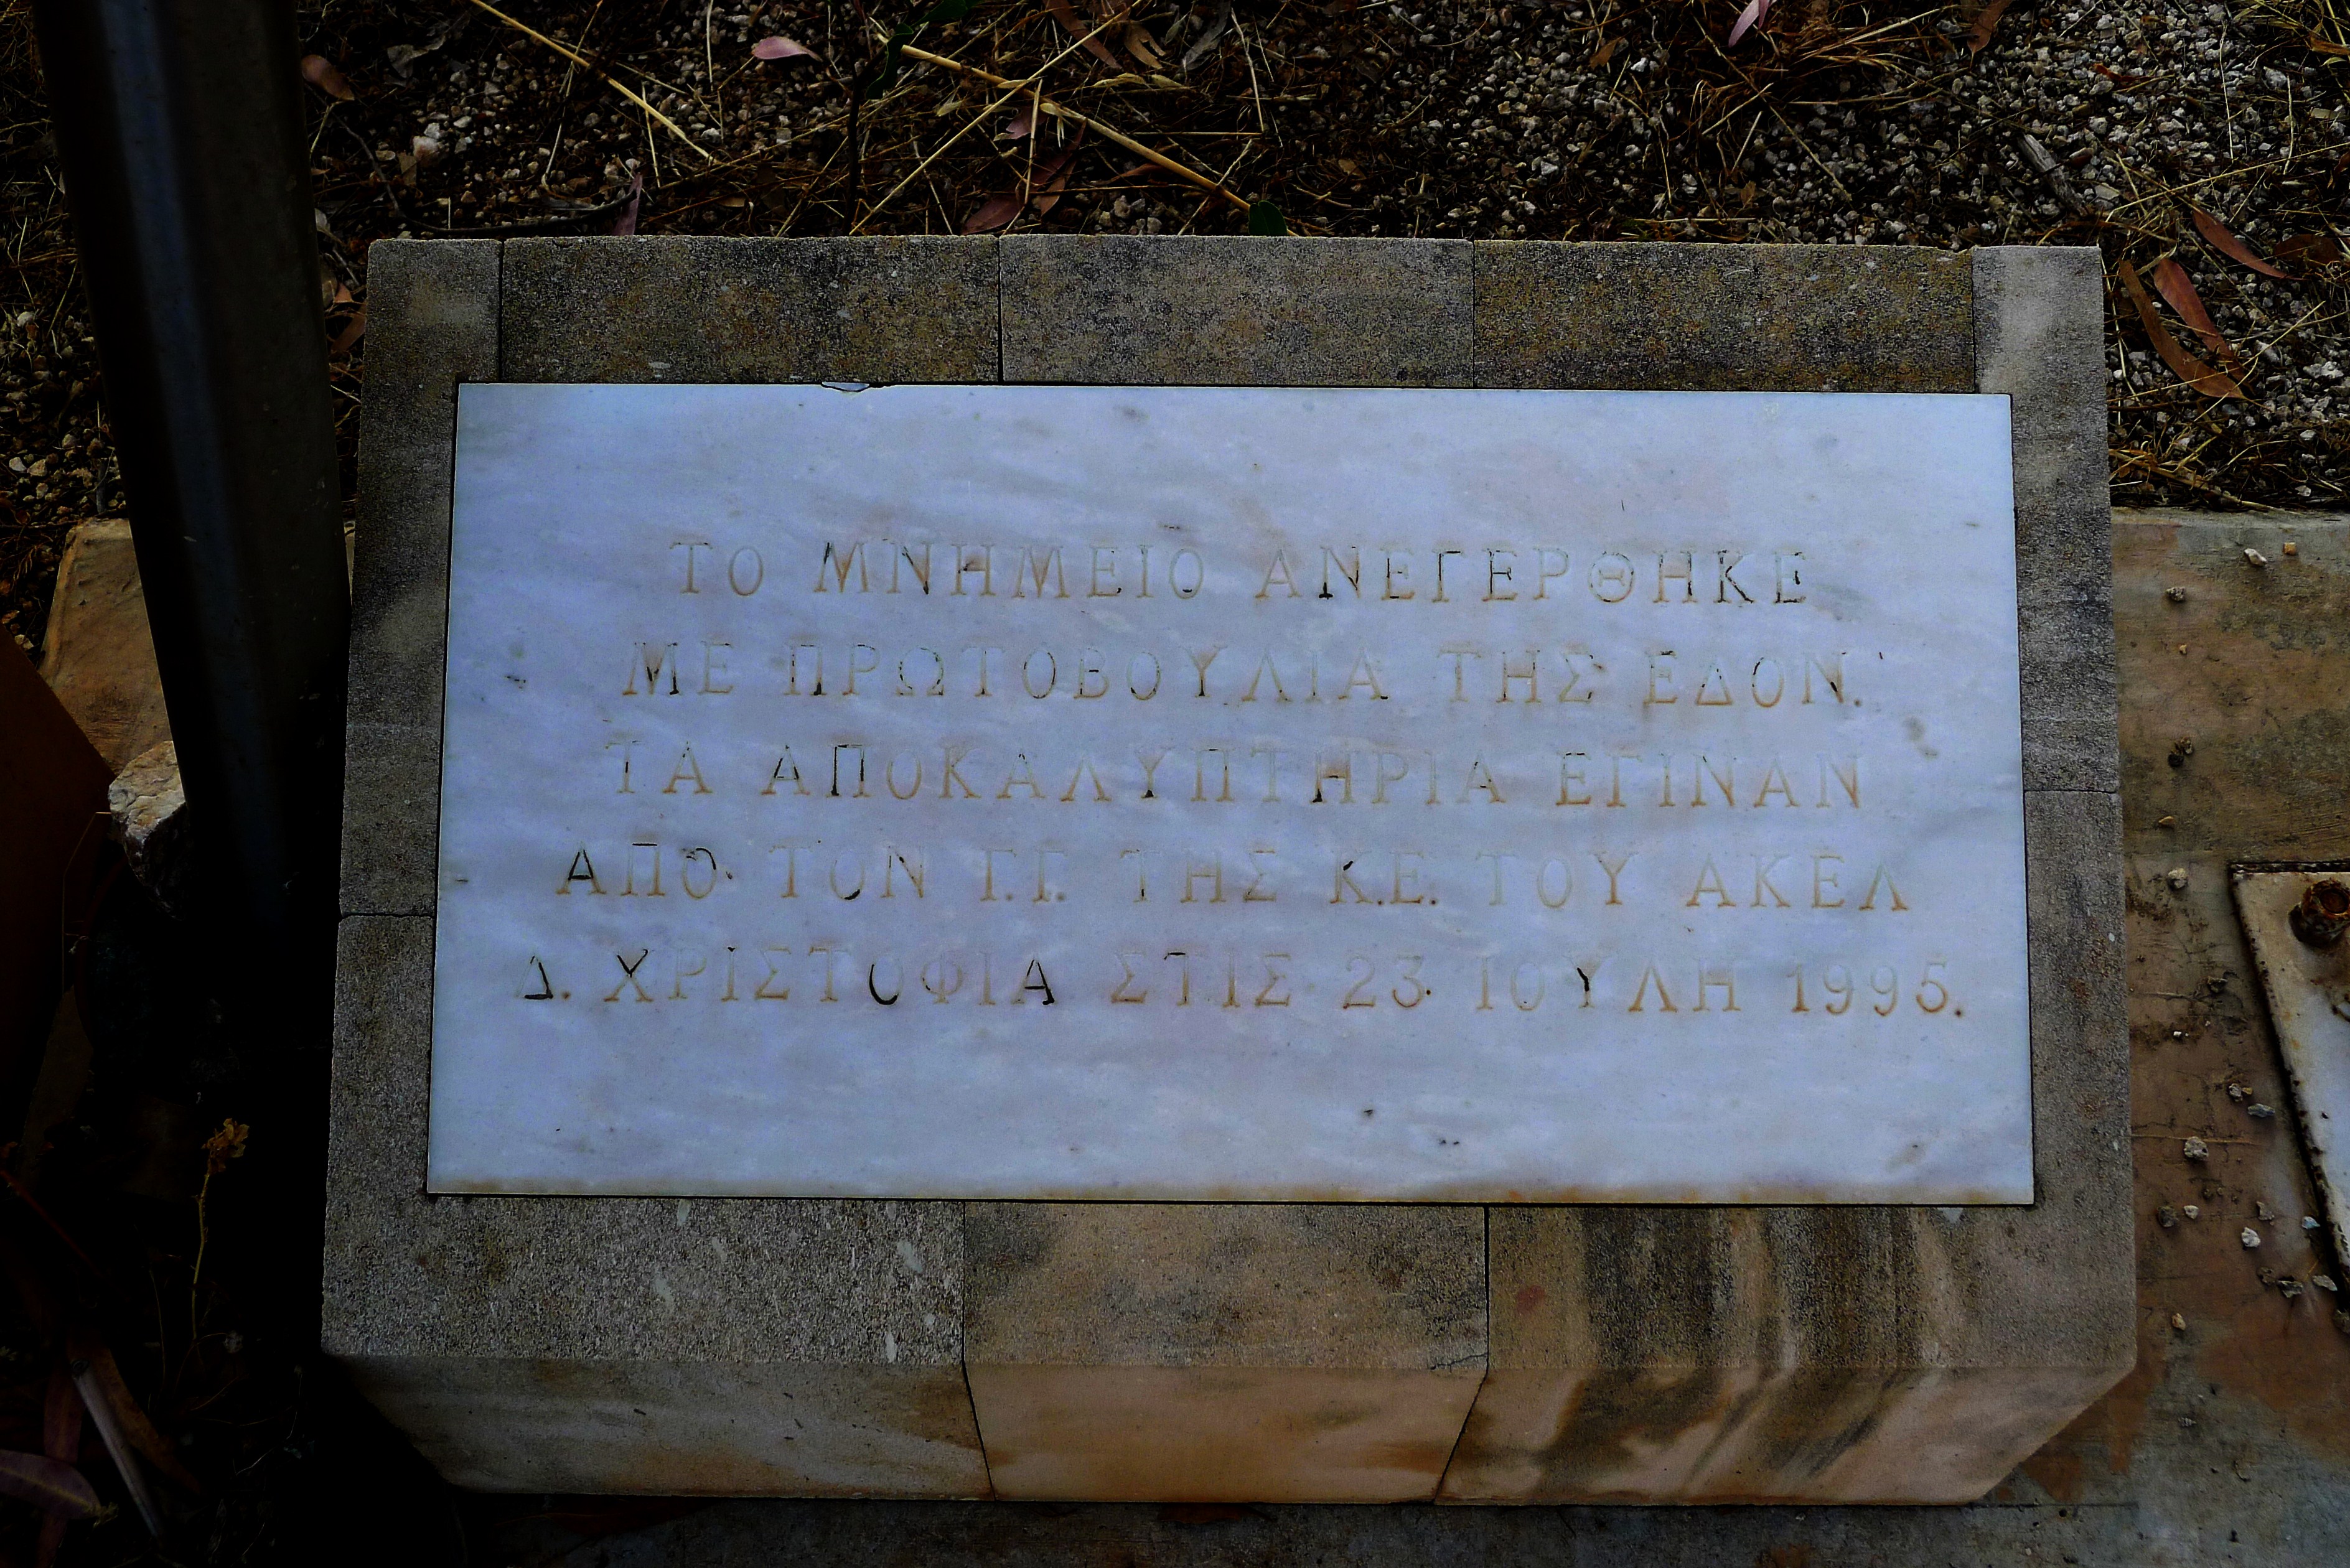 ΤΟ ΜΝΗΜΕΙΟ ΑΝΕΓΕΡΘΗΚΕ
ΜΕ ΠΡΩΤΟΒΟΥΛΙΑ ΤΗΣ ΕΔΟΝ.
ΤΑ ΑΠΟΚΑΛΥΠΤΗΡΙΑ ΕΓΙΝΑΝ
ΑΠΟ ΤΟΝ Γ.Γ. ΤΗΣ Κ.Ε. ΤΟΥ ΑΚΕΛ
Δ. ΧΡΙΣΤΟΦΙΑ ΣΤΙΣ 23 ΙΟΥΛΗ 1995.